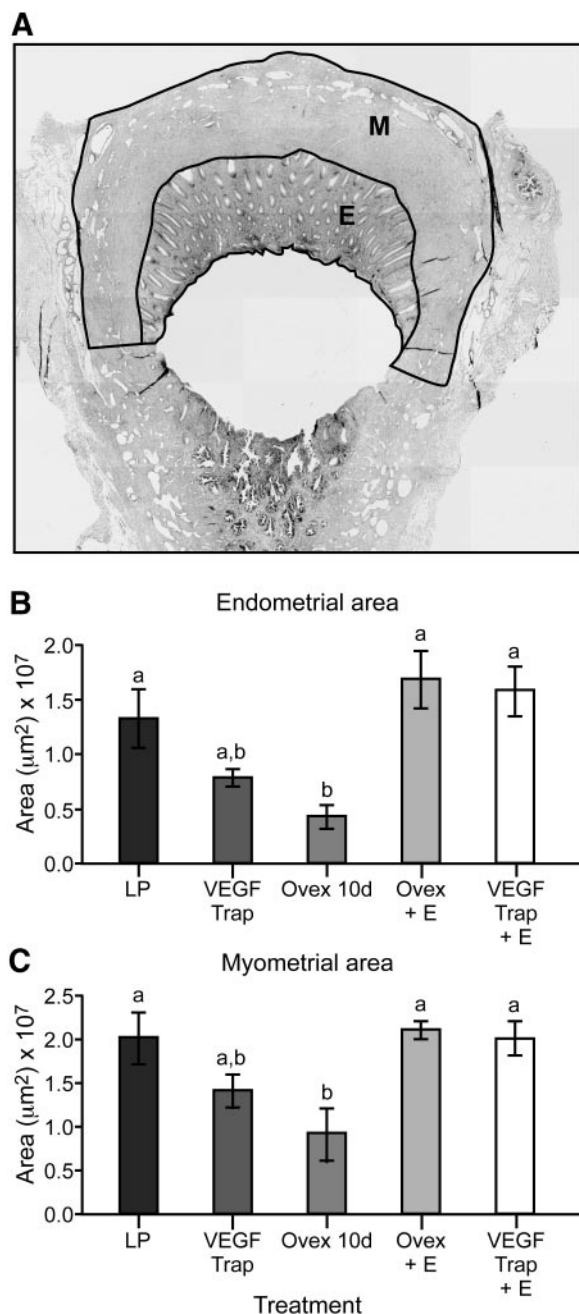 A
M
E
B
Endometrial area
Area (μm²) x 10⁷
2.0
1.5
1.0
0.5
0.0
a
a,b
b
a
a
LP
VEGF
Trap
Ovex 10d
Ovex
+ E
VEGF
Trap
+ E
C
Myometrial area
Area (μm²) x 10⁷
2.5
2.0
1.5
1.0
0.5
0.0
a
a,b
b
a
a
LP
VEGF
Trap
Ovex 10d
Ovex
+ E
VEGF
Trap
+ E
Treatment